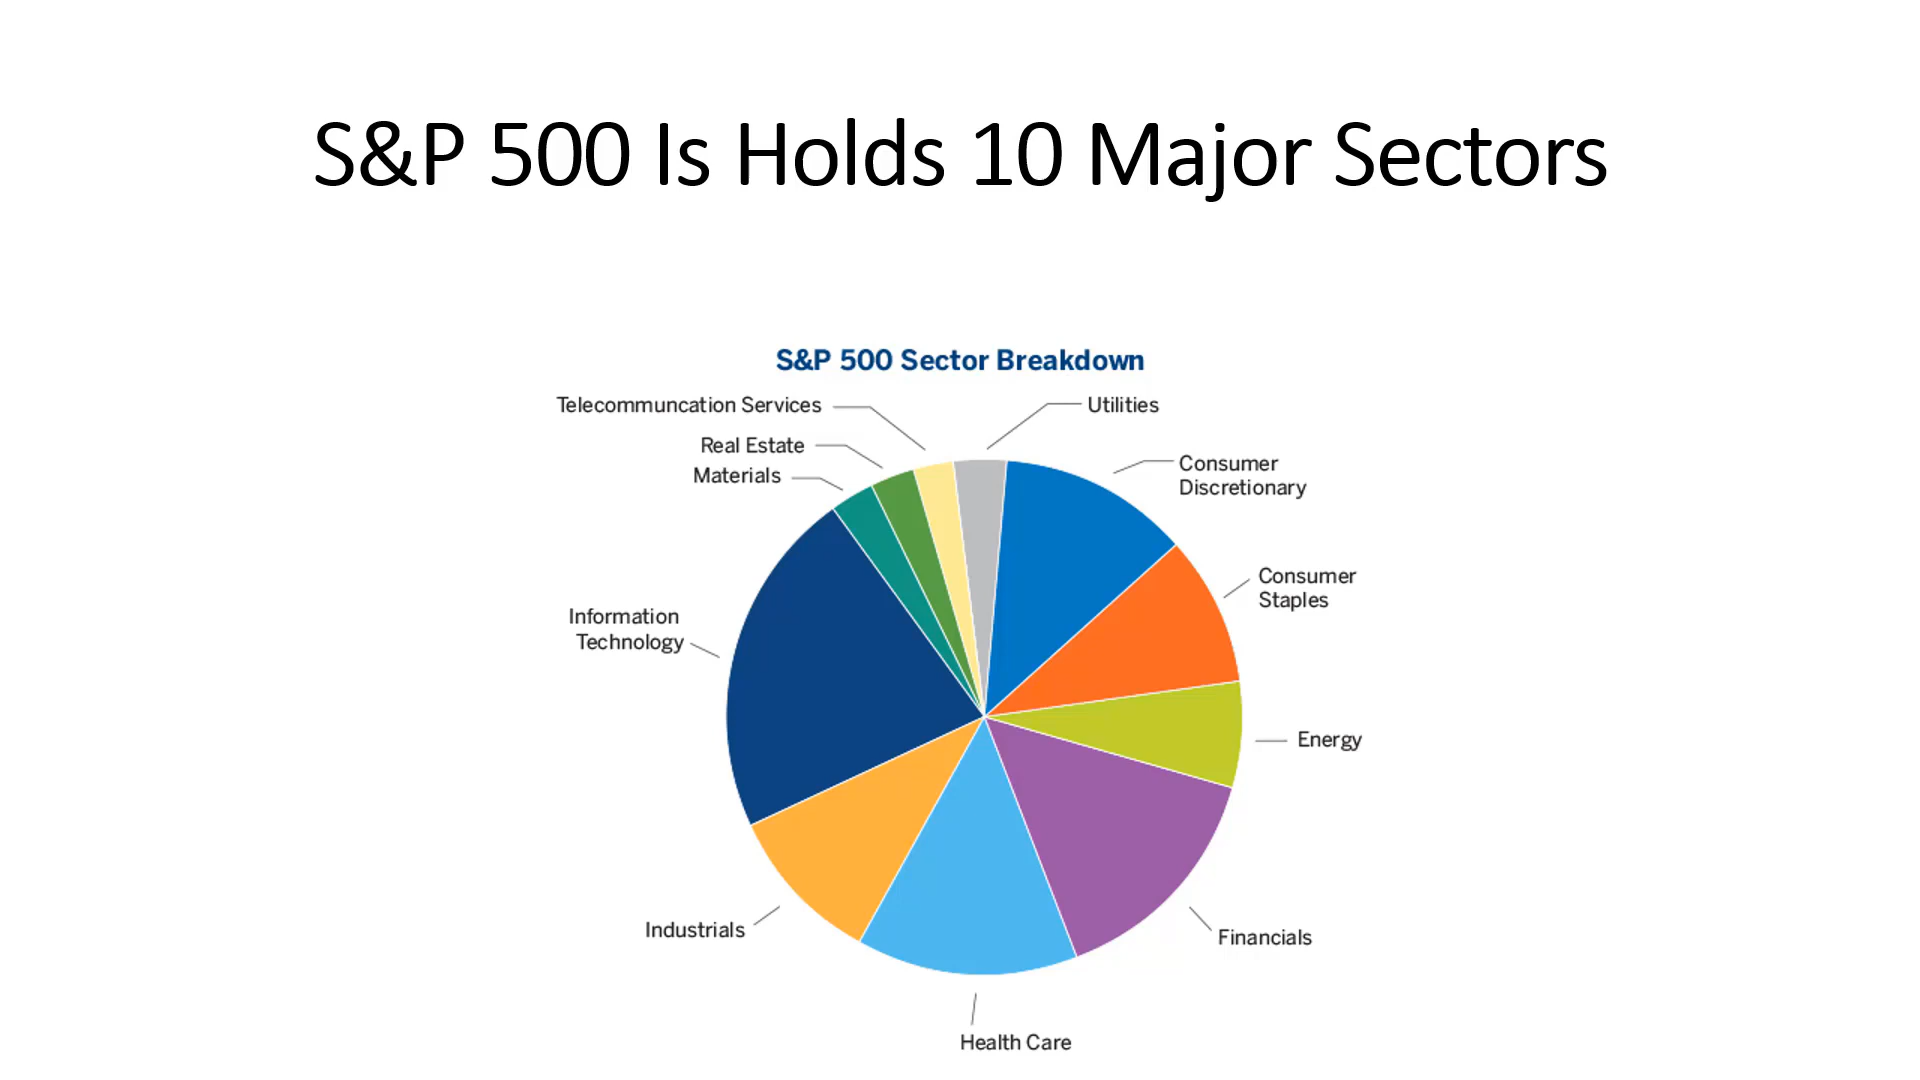 S&P 500 Is Holds 10 Major Sectors
S&P 500 Sector Breakdown
Telecommuncation Services
Utilities
Real Estate
Materials
Consumer
Discretionary
Consumer
Staples
Information
Technology
Energy
Industrials
Financials
Health Care